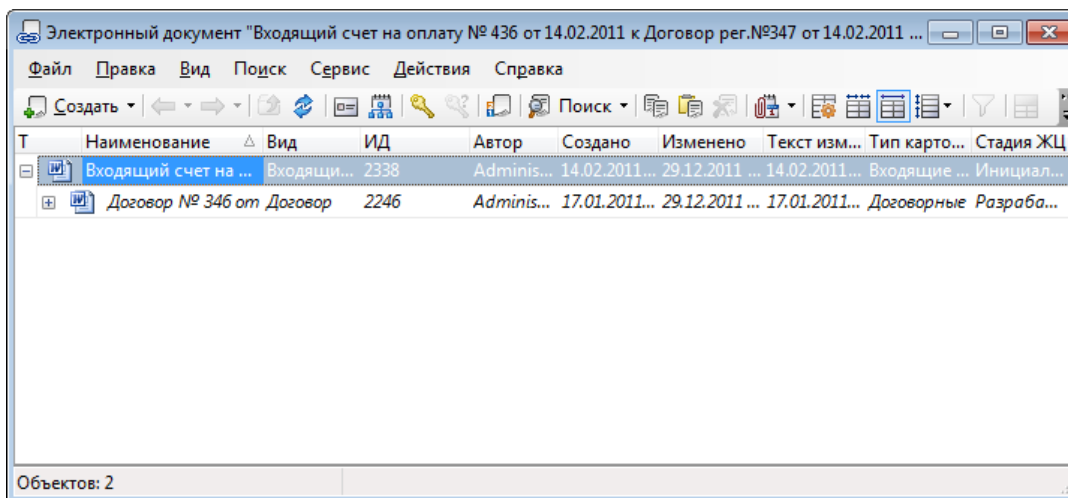 Электронный документ "Входящий счет на оплату № 436 от 14.02.2011 к Договор рег.№347 от 14.02.2011 ...
Файл Правка Вид Поиск Сервис Действия Справка
Создать Поиск
Т Наименование Вид ИД Автор Создано Изменено Текст изм... Тип карто... Стадия ЖЦ
Входящий счет на ... Входящи... 2338 Adminis... 14.02.2011... 29.12.2011 ... 14.02.2011... Входящие ... Инициал...
Договор № 346 от Договор 2246 Adminis... 17.01.2011... 29.12.2011 ... 17.01.2011... Договорные Разраба...
Объектов: 2